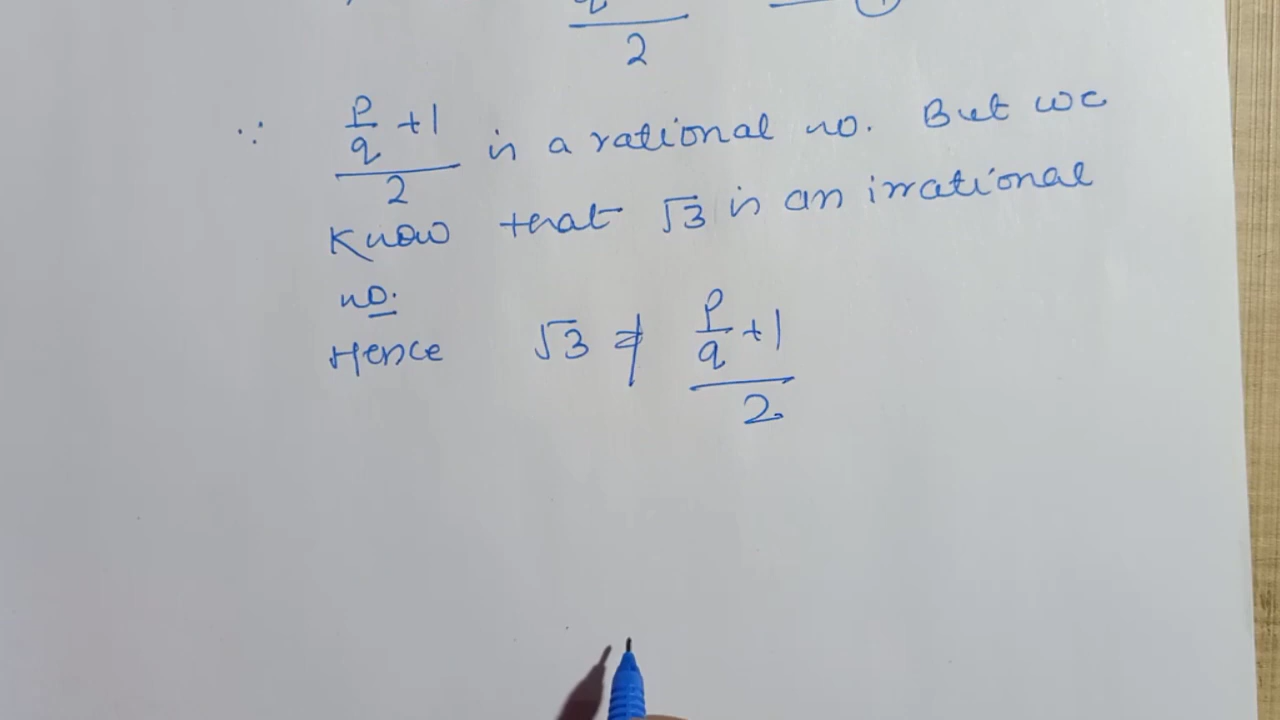 q
2
①
∵ p/q + 1 / 2 is a rational no. But we
know that √3 is an irrational
no.
Hence √3 ≠ p/q + 1 / 2